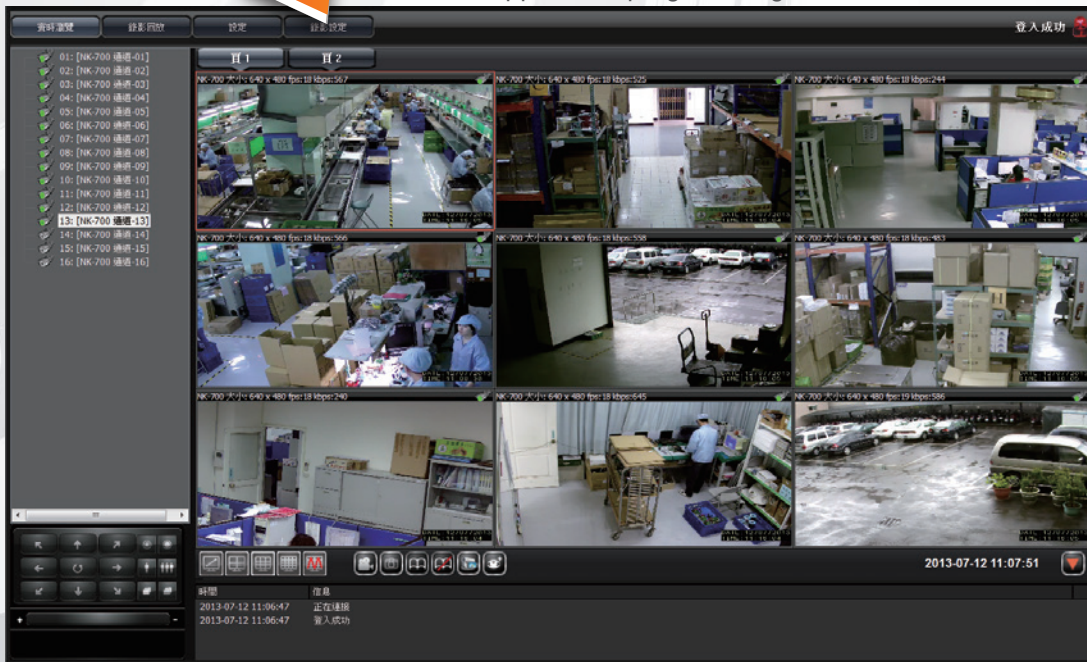 實時瀏覽 錄影回放 設定 錄影設定 登入成功
頁 1 頁 2
01: [NK-700 通道-01]
02: [NK-700 通道-02]
03: [NK-700 通道-03]
04: [NK-700 通道-04]
05: [NK-700 通道-05]
06: [NK-700 通道-06]
07: [NK-700 通道-07]
08: [NK-700 通道-08]
09: [NK-700 通道-09]
10: [NK-700 通道-10]
11: [NK-700 通道-11]
12: [NK-700 通道-12]
13: [NK-700 通道-13]
14: [NK-700 通道-14]
15: [NK-700 通道-15]
16: [NK-700 通道-16]
NK-700 大小: 640 x 480 fps:18 kbps:567
NK-700 大小: 640 x 480 fps:18 kbps:525
NK-700 大小: 640 x 480 fps:18 kbps:244
NK-700 大小: 640 x 480 fps:18 kbps:566
NK-700 大小: 640 x 480 fps:18 kbps:558
NK-700 大小: 640 x 480 fps:18 kbps:483
NK-700 大小: 640 x 480 fps:18 kbps:240
NK-700 大小: 640 x 480 fps:18 kbps:645
NK-700 大小: 640 x 480 fps:19 kbps:586
2013-07-12 11:07:51
時間 信息
2013-07-12 11:06:47 正在連接
2013-07-12 11:06:47 登入成功